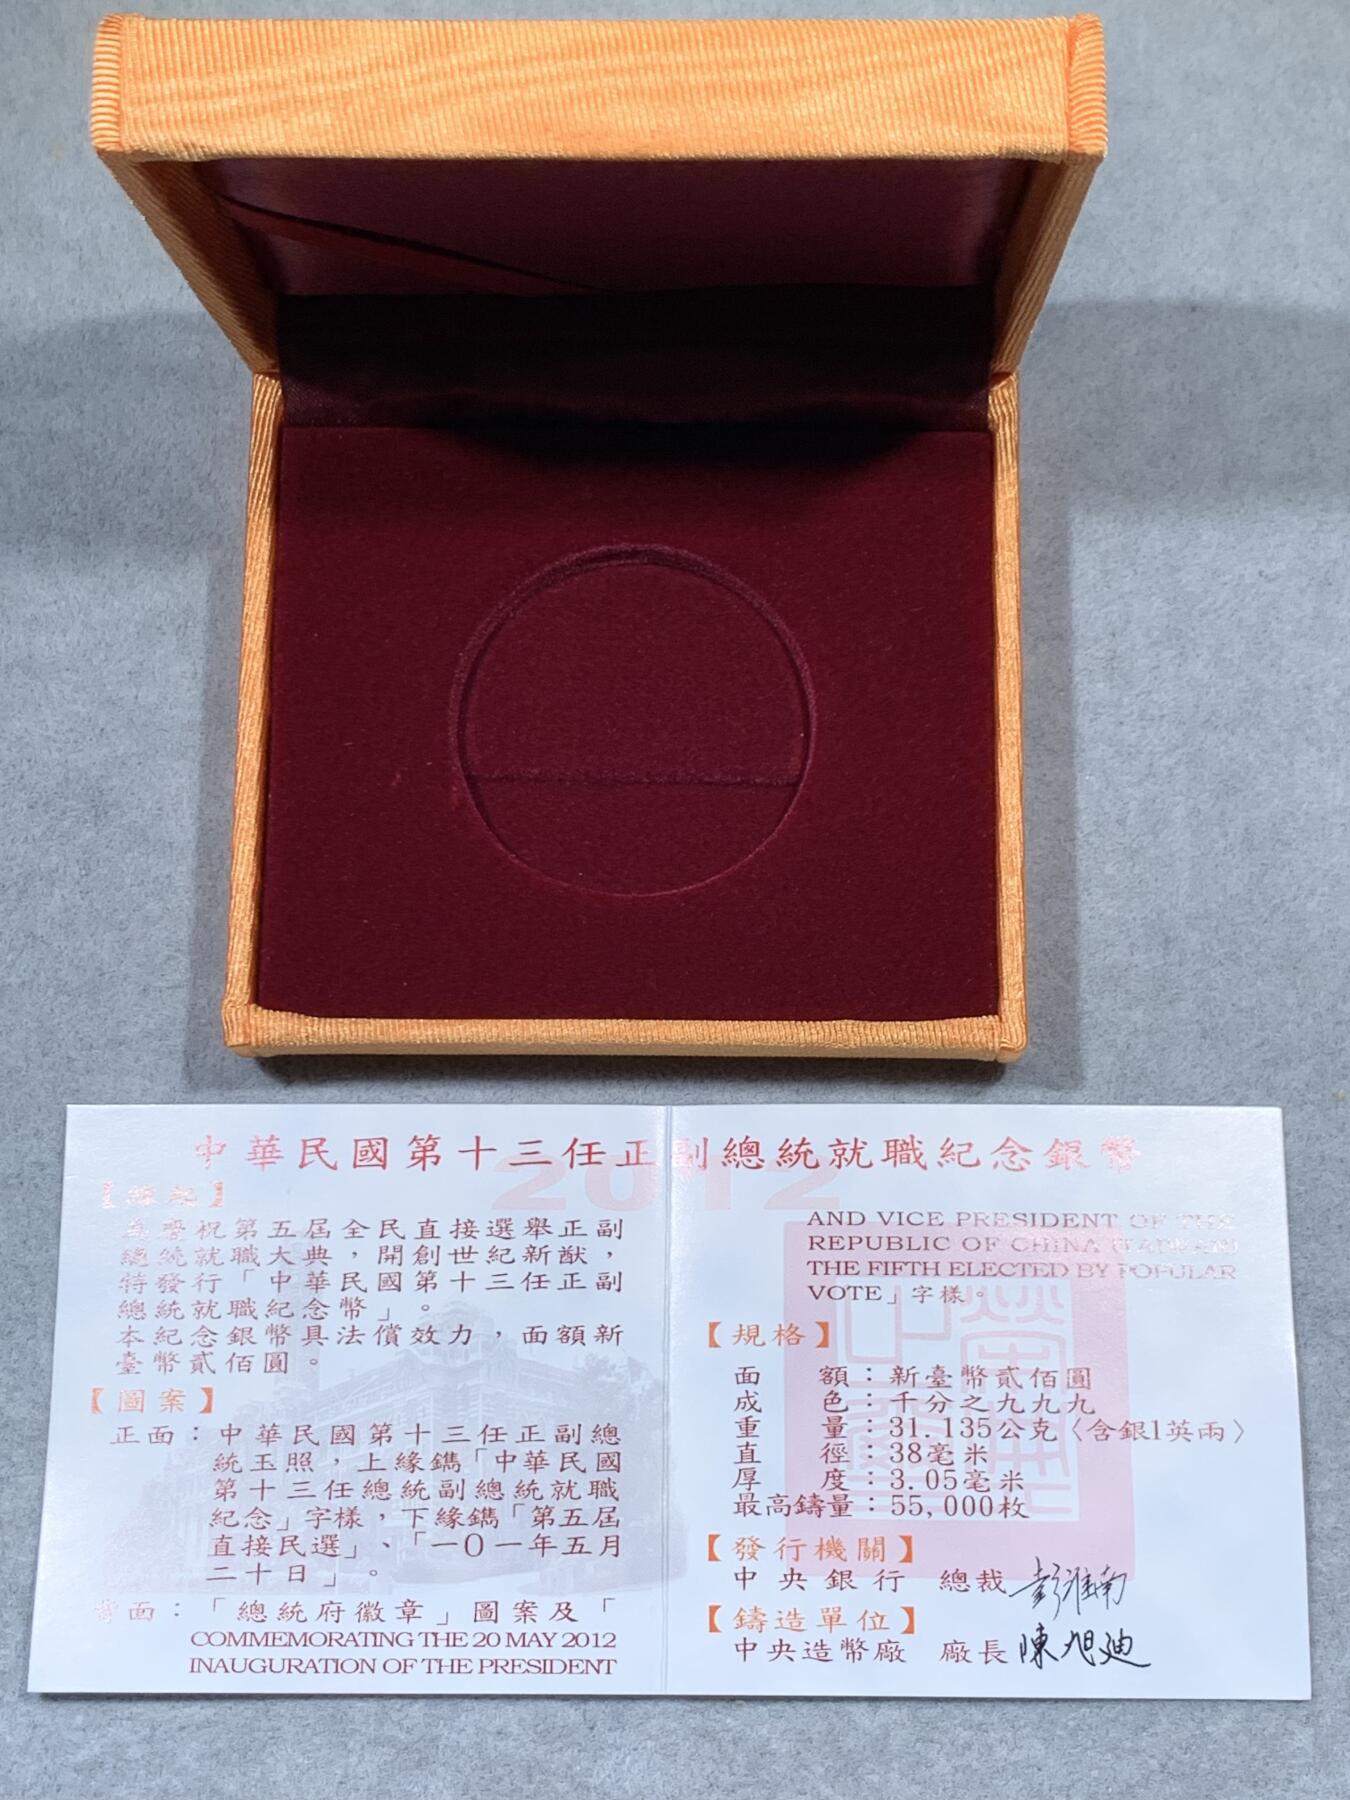 中華民國第十三任正副總統就職紀念銀幣
2012
【緣起】
為慶祝第五屆全民直接選舉正副
總統就職大典，開創世紀新猷，
特發行「中華民國第十三任正副
總統就職紀念幣」。
本紀念銀幣具法償效力，面額新
臺幣貳佰圓。
【圖案】
正面：中華民國第十三任正副總
統玉照，上緣鐫「中華民國
第十三任總統副總統就職
紀念」字樣，下緣鐫「第五屆
直接民選」、「一〇一年五月
二十日」。
背面：「總統府徽章」圖案及「
COMMEMORATING THE 20 MAY 2012
INAUGURATION OF THE PRESIDENT
AND VICE PRESIDENT OF THE
REPUBLIC OF CHINA (TAIWAN)
THE FIFTH ELECTED BY POPULAR
VOTE」字樣。
【規格】
面額：新臺幣貳佰圓
成色：千分之九九九
重量：31.135公克〈含銀1英兩〉
直徑：38毫米
厚度：3.05毫米
最高鑄量：55,000枚
【發行機關】
中央銀行 總裁 彭淮南
【鑄造單位】
中央造幣廠 廠長 陳旭迪